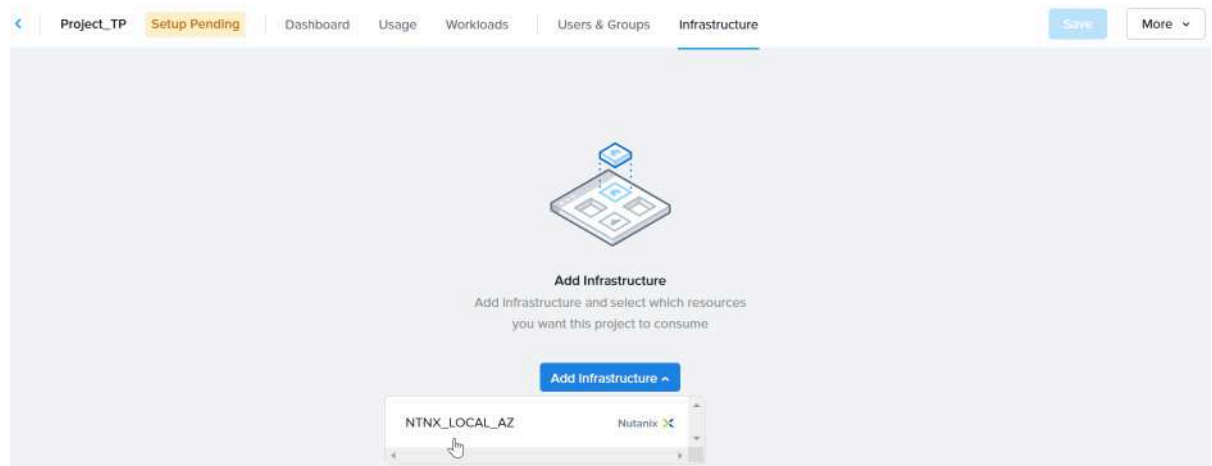 Project_TP Setup Pending Dashboard Usage Workloads Users & Groups Infrastructure Save More
Add Infrastructure
Add infrastructure and select which resources
you want this project to consume
Add Infrastructure
NTNX_LOCAL_AZ Nutanix